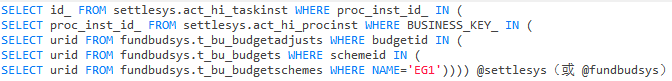 SELECT id_ FROM settlesys.act_hi_taskinst WHERE proc_inst_id_ IN (
SELECT proc_inst_id_ FROM settlesys.act_hi_procinst WHERE BUSINESS_KEY_ IN (
SELECT urid FROM fundbudsys.t_bu_budgetadjusts WHERE budgetid IN (
SELECT urid FROM fundbudsys.t_bu_budgets WHERE schemeid IN (
SELECT urid FROM fundbudsys.t_bu_budgetschemes WHERE NAME='EG1')))) @settlesys（或 @fundbudsys）